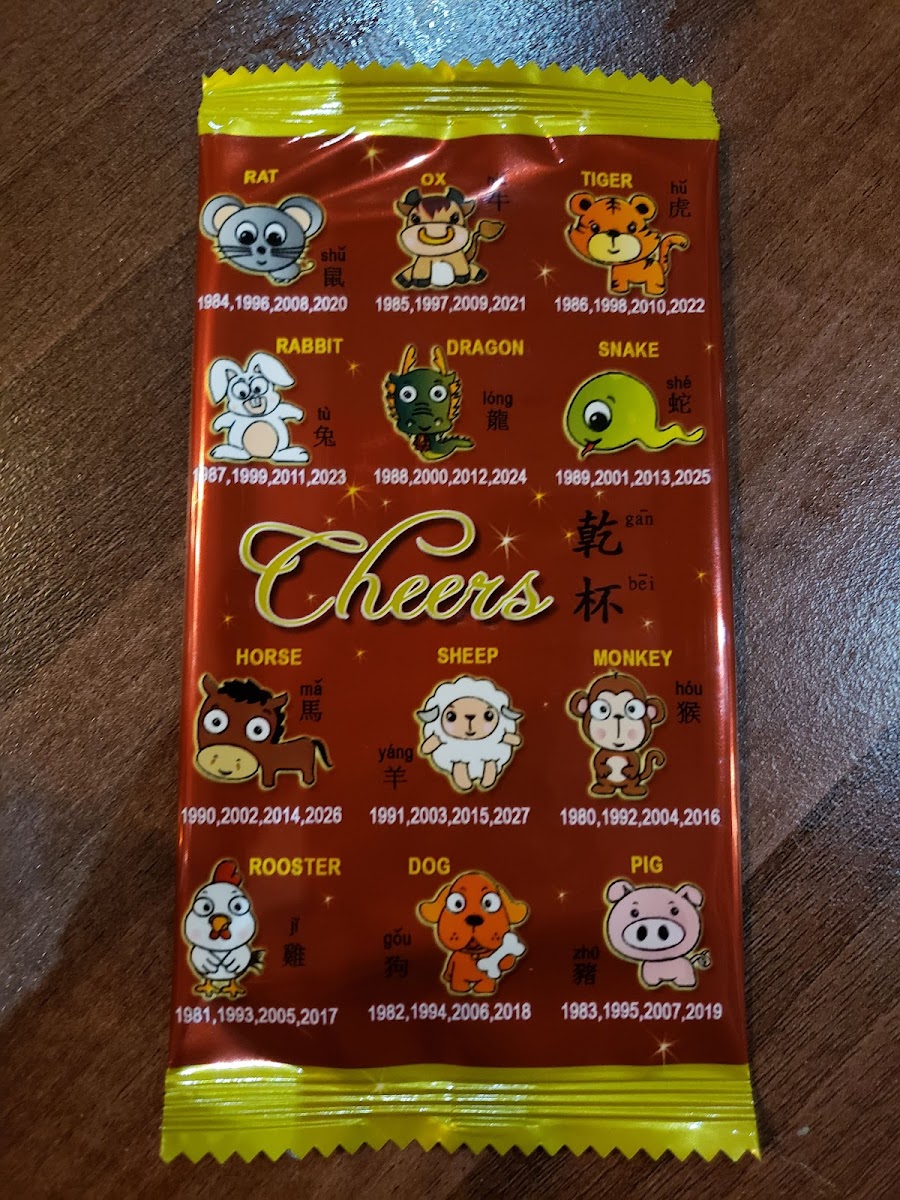 RAT
shǔ
鼠
1984,1996,2008,2020
OX
牛
1985,1997,2009,2021
TIGER
hǔ
虎
1986,1998,2010,2022
RABBIT
tù
兔
1987,1999,2011,2023
DRAGON
lóng
龍
1988,2000,2012,2024
SNAKE
shé
蛇
1989,2001,2013,2025
Cheers
乾 gān
杯 bēi
HORSE
mǎ
馬
1990,2002,2014,2026
SHEEP
yáng
羊
1991,2003,2015,2027
MONKEY
hóu
猴
1980,1992,2004,2016
ROOSTER
jī
雞
1981,1993,2005,2017
DOG
gǒu
狗
1982,1994,2006,2018
PIG
zhū
豬
1983,1995,2007,2019